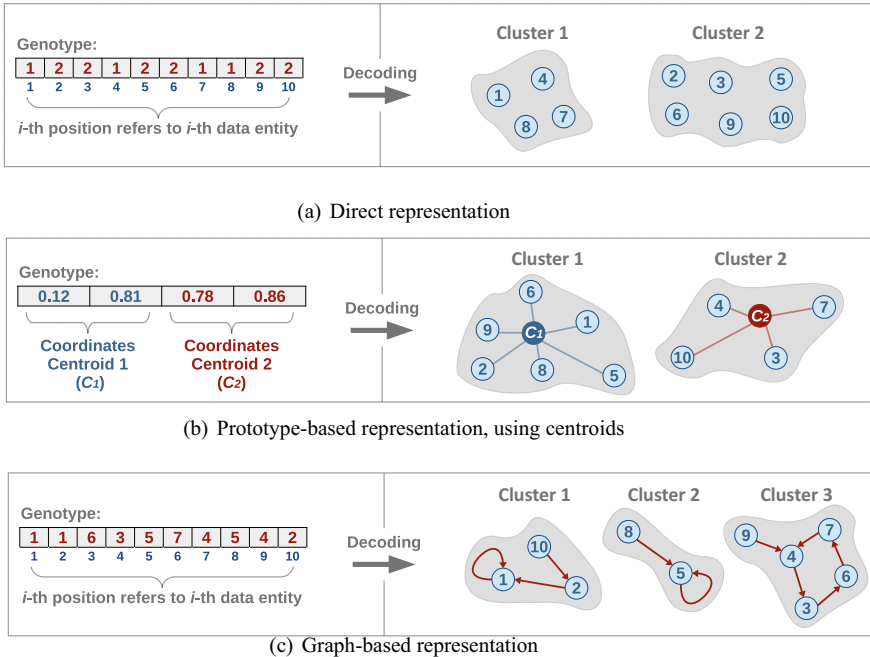 Genotype:
1 2 2 1 2 2 1 1 2 2
1 2 3 4 5 6 7 8 9 10
i-th position refers to i-th data entity
Decoding
Cluster 1
4
1
8 7
Cluster 2
2 3 5
6 9 10
(a) Direct representation
Genotype:
0.12 0.81 0.78 0.86
Coordinates
Centroid 1
(C1)
Coordinates
Centroid 2
(C2)
Decoding
Cluster 1
6
9 C1 1
2 8 5
Cluster 2
4 C2 7
10 3
(b) Prototype-based representation, using centroids
Genotype:
1 1 6 3 5 7 4 5 4 2
1 2 3 4 5 6 7 8 9 10
i-th position refers to i-th data entity
Decoding
Cluster 1
10
1 2
Cluster 2
8
5
Cluster 3
9 7
4
6
3
(c) Graph-based representation